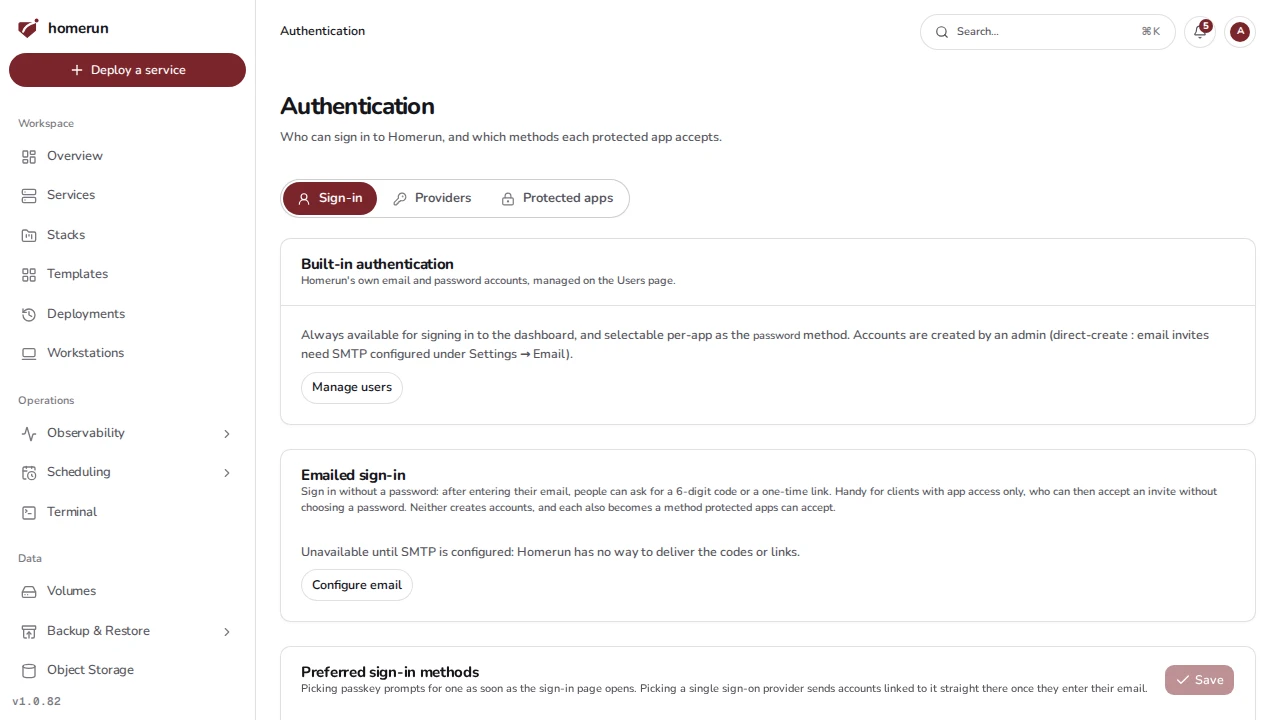 homerun
Deploy a service
Workspace
Overview
Services
Stacks
Templates
Deployments
Workstations
Operations
Observability
Scheduling
Terminal
Data
Volumes
Backup & Restore
Object Storage
v1.0.82
Authentication
Search...
⌘K
5
A
Authentication
Who can sign in to Homerun, and which methods each protected app accepts.
Sign-in
Providers
Protected apps
Built-in authentication
Homerun's own email and password accounts, managed on the Users page.
Always available for signing in to the dashboard, and selectable per-app as the password method. Accounts are created by an admin (direct-create : email invites
need SMTP configured under Settings → Email).
Manage users
Emailed sign-in
Sign in without a password: after entering their email, people can ask for a 6-digit code or a one-time link. Handy for clients with app access only, who can then accept an invite without
choosing a password. Neither creates accounts, and each also becomes a method protected apps can accept.
Unavailable until SMTP is configured: Homerun has no way to deliver the codes or links.
Configure email
Preferred sign-in methods
Picking passkey prompts for one as soon as the sign-in page opens. Picking a single sign-on provider sends accounts linked to it straight there once they enter their email.
Save